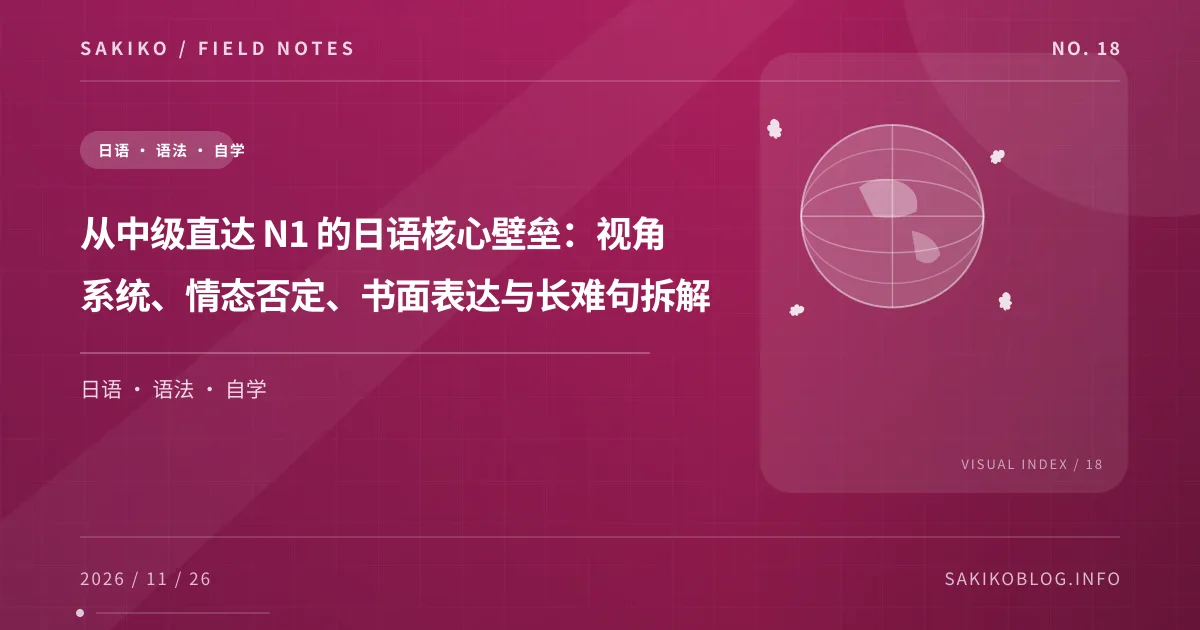 SAKIKO / FIELD NOTES
NO. 18
日语 · 语法 · 自学
从中级直达 N1 的日语核心壁垒：视角
系统、情态否定、书面表达与长难句拆解
日语 · 语法 · 自学
VISUAL INDEX / 18
2026 / 11 / 26
SAKIKOBLOG.INFO